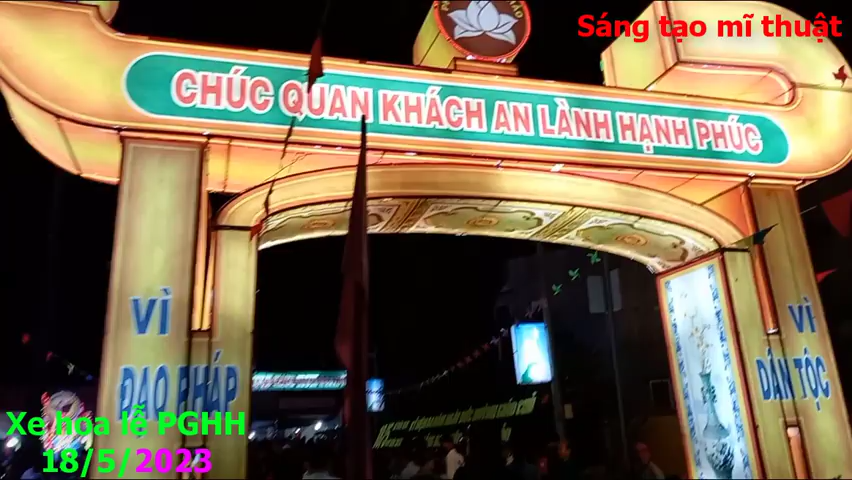 Sáng tạo mĩ thuật
CHÚC QUAN KHÁCH AN LÀNH HẠNH PHÚC
VÌ
ĐẠO PHÁP
VÌ
DÂN TỘC
Xe hoa lễ PGHH
18/5/2023